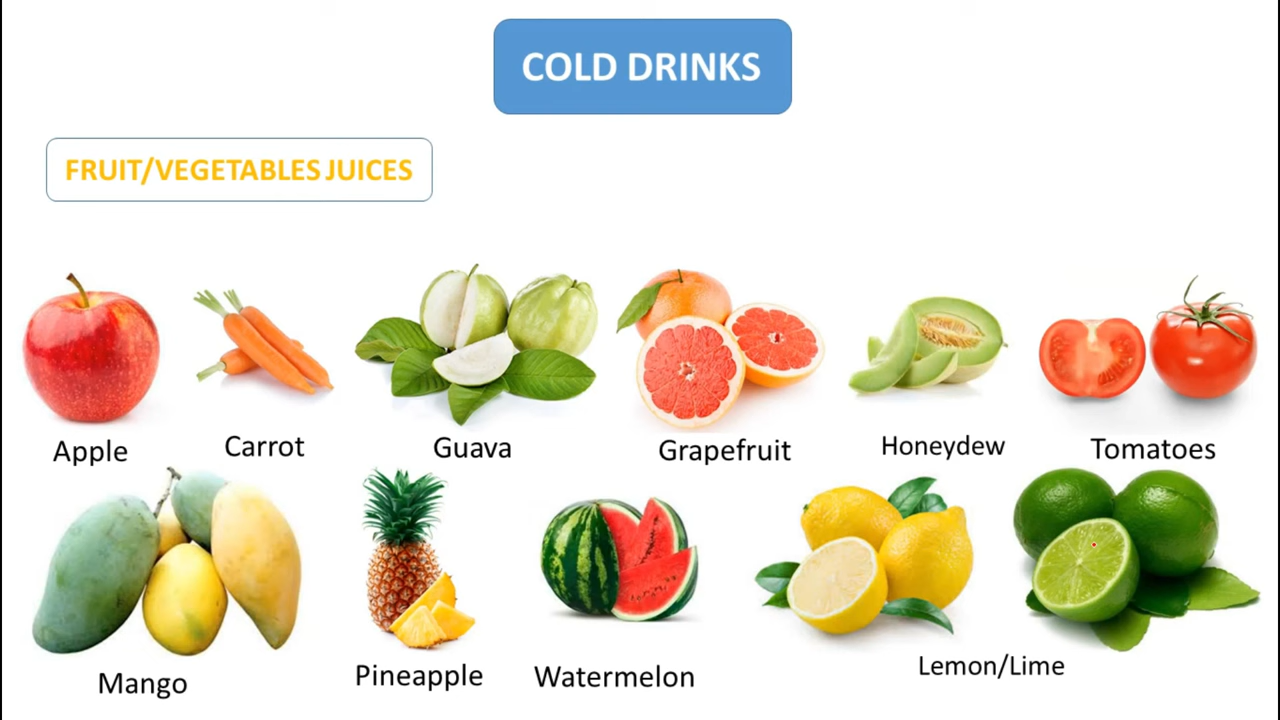 COLD DRINKS
FRUIT/VEGETABLES JUICES
Apple
Carrot
Guava
Grapefruit
Honeydew
Tomatoes
Mango
Pineapple
Watermelon
Lemon/Lime